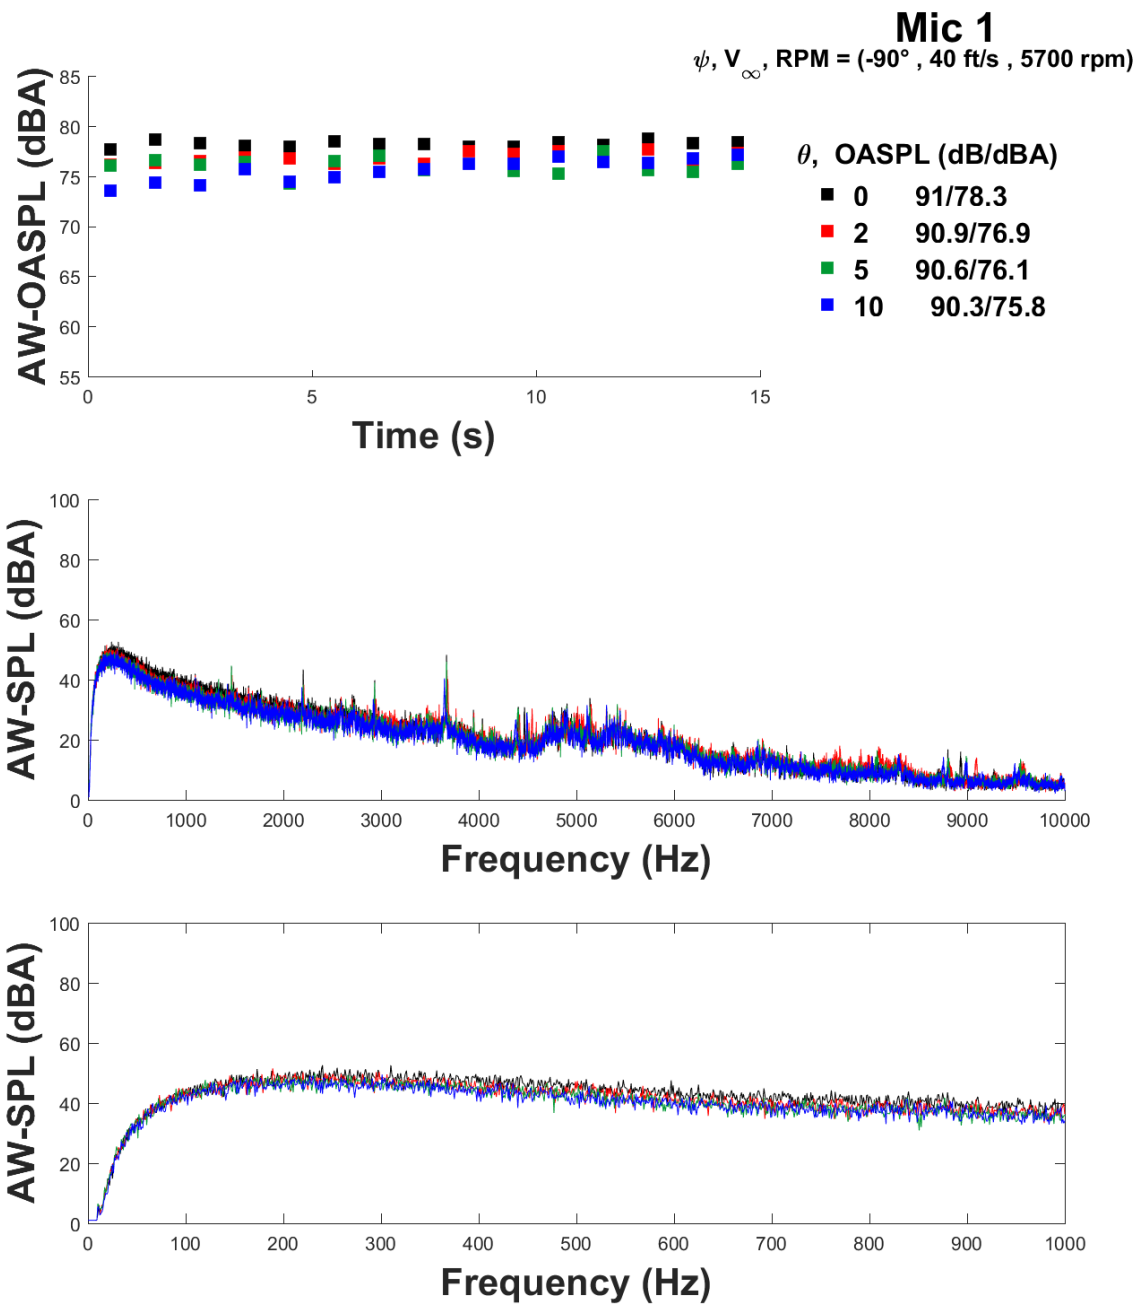 Mic 1
ψ, V∞, RPM = (-90° , 40 ft/s , 5700 rpm)
85
80
75
70
65
60
55
AW-OASPL (dBA)
0 5 10 15
Time (s)
θ, OASPL (dB/dBA)
0 91/78.3
2 90.9/76.9
5 90.6/76.1
10 90.3/75.8
100
80
60
40
20
0
AW-SPL (dBA)
0 1000 2000 3000 4000 5000 6000 7000 8000 9000 10000
Frequency (Hz)
100
80
60
40
20
0
AW-SPL (dBA)
0 100 200 300 400 500 600 700 800 900 1000
Frequency (Hz)